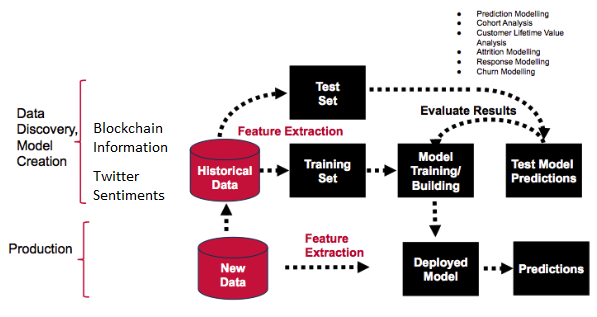 Prediction Modelling
Cohort Analysis
Customer Lifetime Value
Analysis
Attrition Modelling
Response Modelling
Churn Modelling
Test
Set
Evaluate Results
Data
Discovery,
Model
Creation
Blockchain
Information
Twitter
Sentiments
Feature Extraction
Historical
Data
Training
Set
Model
Training/
Building
Test Model
Predictions
Production
New
Data
Feature
Extraction
Deployed
Model
Predictions